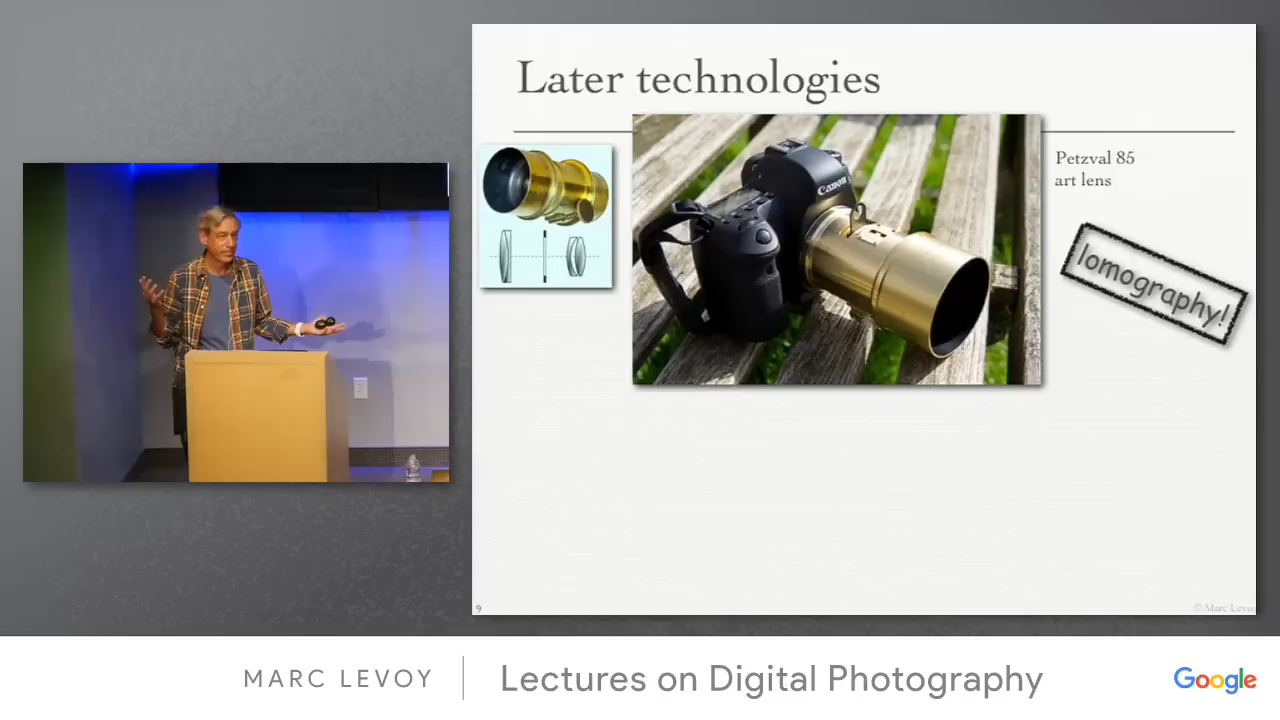 Later technologies
Petzval 85
art lens
Canon
lomography!
9
© Marc Levoy
MARC LEVOY
Lectures on Digital Photography
Google